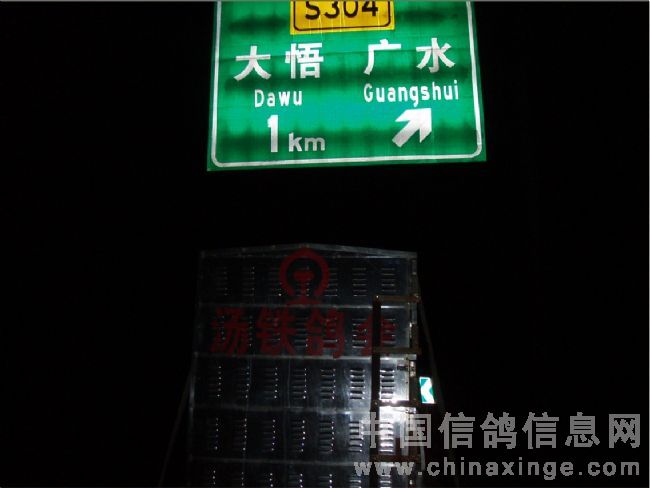 S304
大悟 广水
Dawu Guangshui
1km
汤铁鸽会
中国信鸽信息网
www.chinaxinge.com